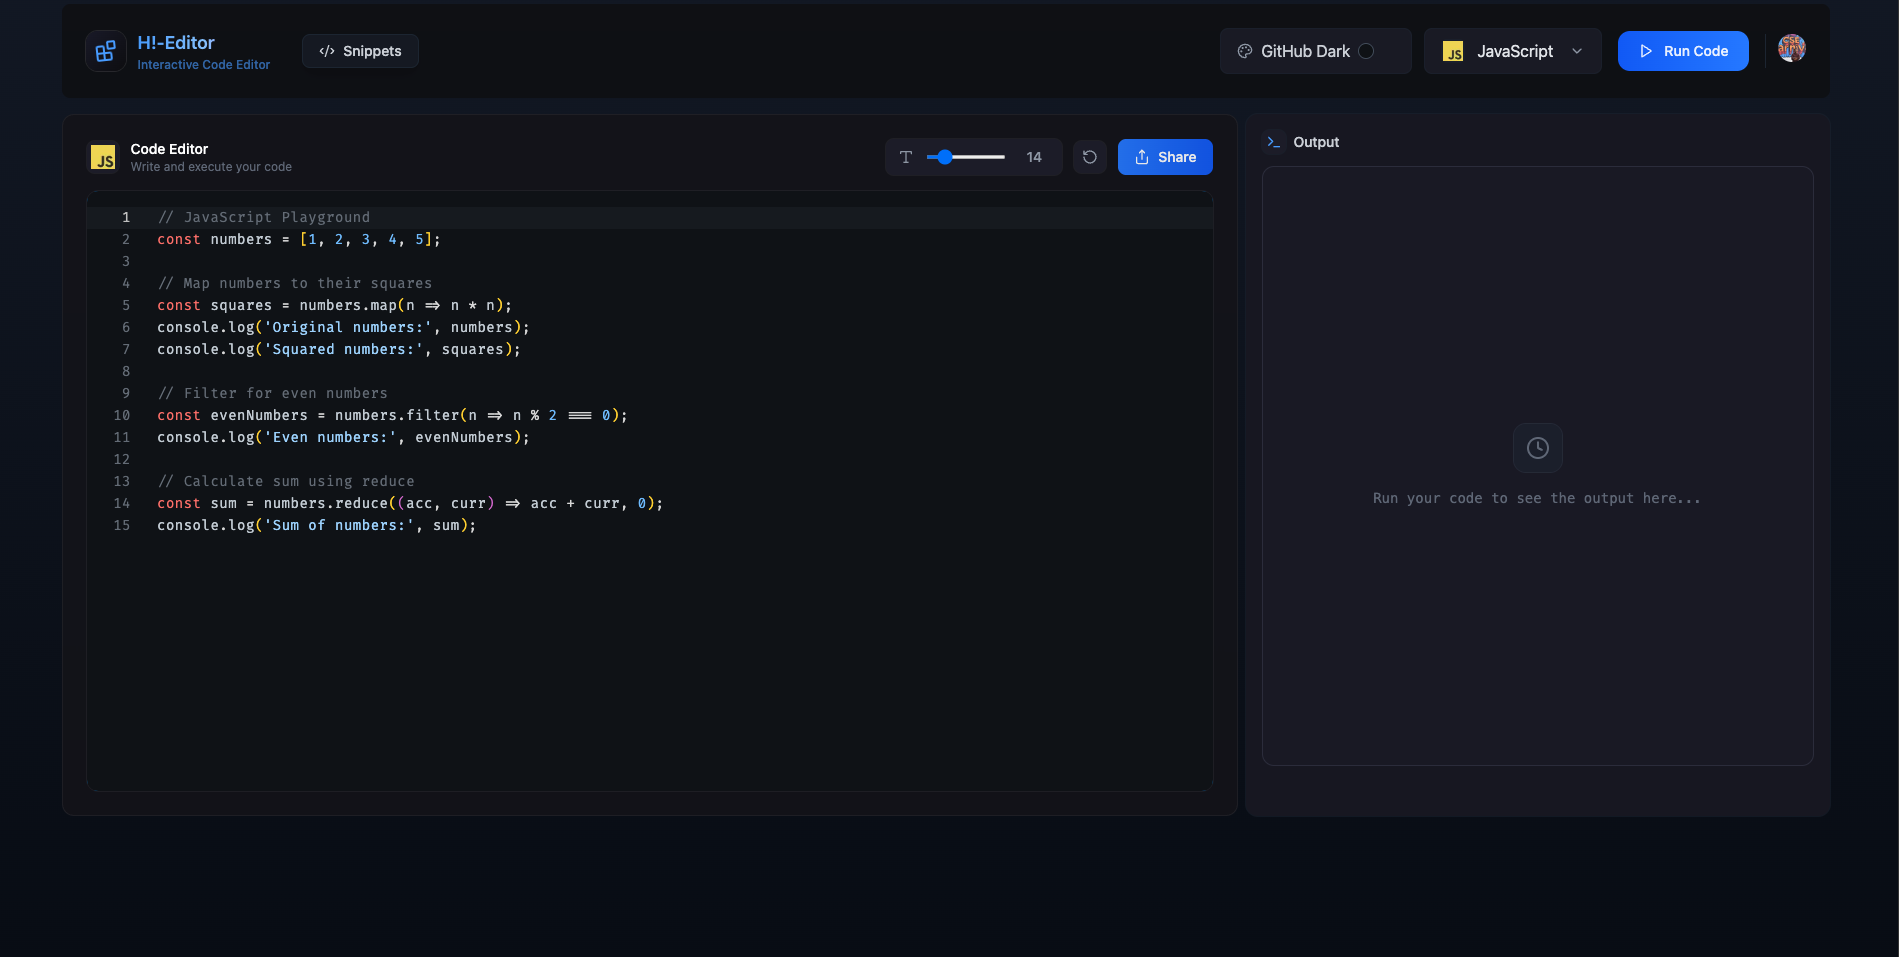 H!-Editor
Interactive Code Editor
</> Snippets
GitHub Dark
JS JavaScript
Run Code
JS
Code Editor
Write and execute your code
T 14
Share
1 // JavaScript Playground
2 const numbers = [1, 2, 3, 4, 5];
3
4 // Map numbers to their squares
5 const squares = numbers.map(n => n * n);
6 console.log('Original numbers:', numbers);
7 console.log('Squared numbers:', squares);
8
9 // Filter for even numbers
10 const evenNumbers = numbers.filter(n => n % 2 === 0);
11 console.log('Even numbers:', evenNumbers);
12
13 // Calculate sum using reduce
14 const sum = numbers.reduce((acc, curr) => acc + curr, 0);
15 console.log('Sum of numbers:', sum);
>_ Output
Run your code to see the output here...